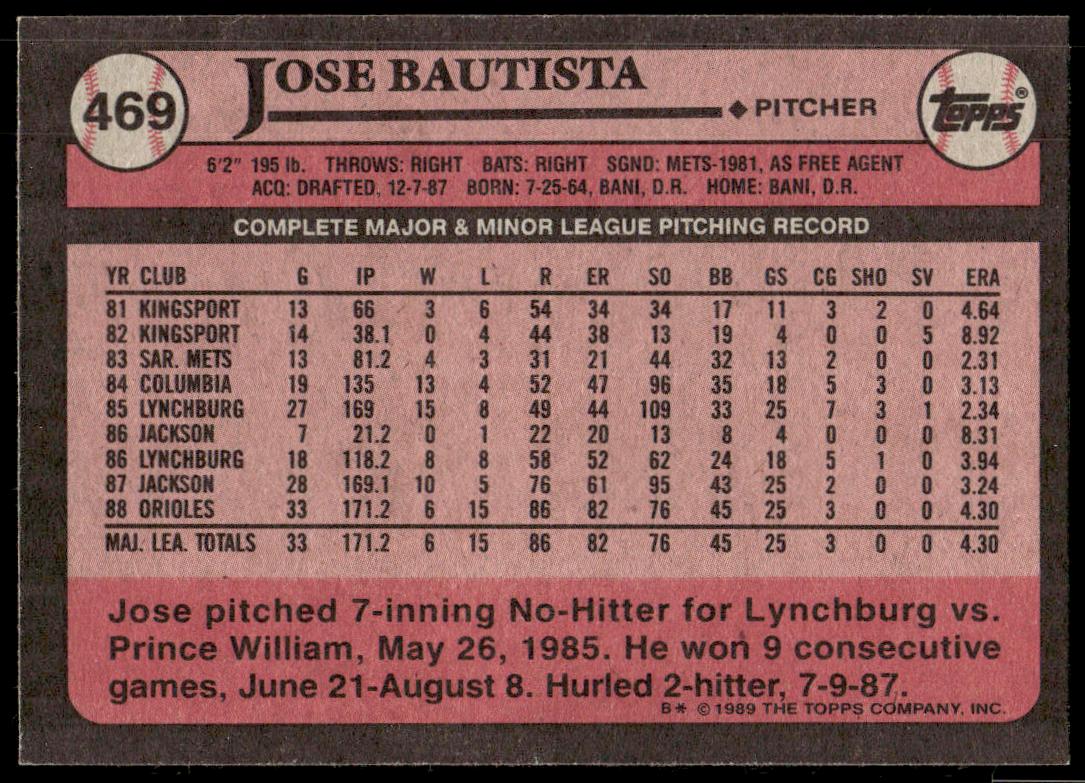 469
JOSE BAUTISTA
◆ PITCHER
TOPPS®
6'2" 195 lb. THROWS: RIGHT BATS: RIGHT SGND: METS-1981, AS FREE AGENT
ACQ: DRAFTED, 12-7-87 BORN: 7-25-64, BANI, D.R. HOME: BANI, D.R.
COMPLETE MAJOR & MINOR LEAGUE PITCHING RECORD
YR CLUB G IP W L R ER SO BB GS CG SHO SV ERA
81 KINGSPORT 13 66 3 6 54 34 34 17 11 3 2 0 4.64
82 KINGSPORT 14 38.1 0 4 44 38 13 19 4 0 0 5 8.92
83 SAR. METS 13 81.2 4 3 31 21 44 32 13 2 0 0 2.31
84 COLUMBIA 19 135 13 4 52 47 96 35 18 5 3 0 3.13
85 LYNCHBURG 27 169 15 8 49 44 109 33 25 7 3 1 2.34
86 JACKSON 7 21.2 0 1 22 20 13 8 4 0 0 0 8.31
86 LYNCHBURG 18 118.2 8 8 58 52 62 24 18 5 1 0 3.94
87 JACKSON 28 169.1 10 5 76 61 95 43 25 2 0 0 3.24
88 ORIOLES 33 171.2 6 15 86 82 76 45 25 3 0 0 4.30
MAJ. LEA. TOTALS 33 171.2 6 15 86 82 76 45 25 3 0 0 4.30
Jose pitched 7-inning No-Hitter for Lynchburg vs.
Prince William, May 26, 1985. He won 9 consecutive
games, June 21-August 8. Hurled 2-hitter, 7-9-87.
B* © 1989 THE TOPPS COMPANY, INC.